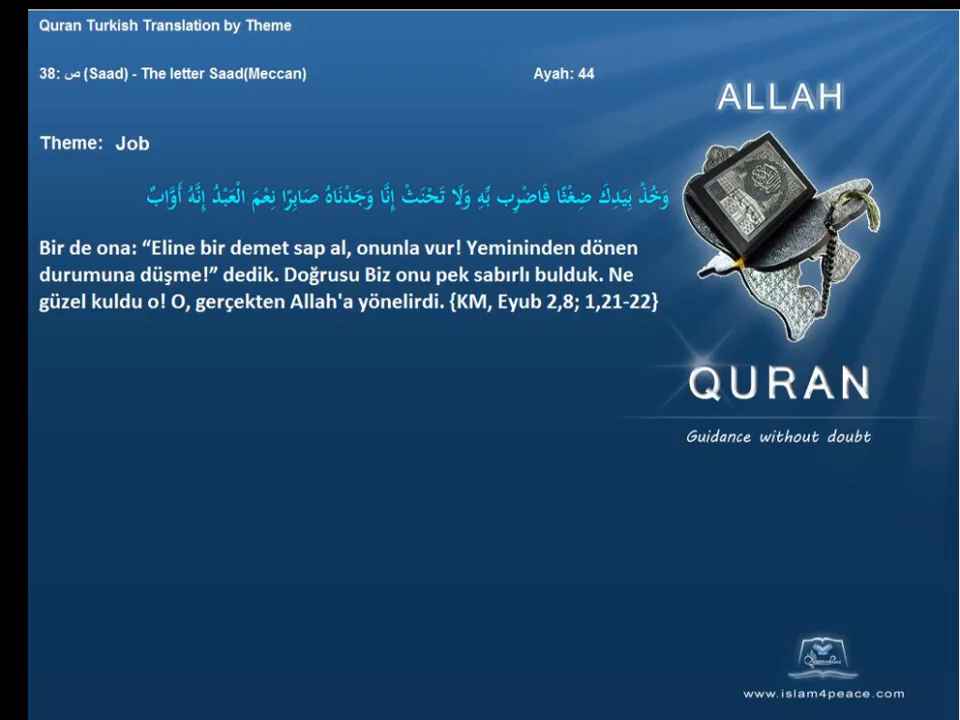 Quran Turkish Translation by Theme
38: ص (Saad) - The letter Saad(Meccan) Ayah: 44
ALLAH
Theme: Job
وَخُذْ بِيَدِكَ ضِغْثًا فَاضْرِب بِّهِ وَلَا تَحْنَثْ إِنَّا وَجَدْنَاهُ صَابِرًا نِعْمَ الْعَبْدُ إِنَّهُ أَوَّابٌ
Bir de ona: “Eline bir demet sap al, onunla vur! Yemininden dönen
durumuna düşme!” dedik. Doğrusu Biz onu pek sabırlı bulduk. Ne
güzel kuldu o! O, gerçekten Allah'a yönelirdi. {KM, Eyub 2,8; 1,21-22}
QURAN
Guidance without doubt
www.islam4peace.com